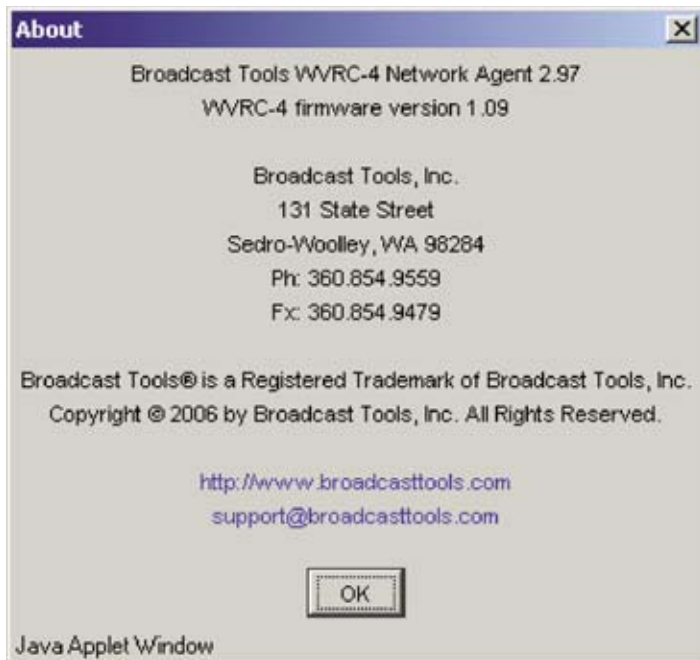 About
Broadcast Tools WVRC-4 Network Agent 2.97
WVRC-4 firmware version 1.09
Broadcast Tools, Inc.
131 State Street
Sedro-Woolley, WA 98284
Ph: 360.854.9559
Fx: 360.854.9479
Broadcast Tools® is a Registered Trademark of Broadcast Tools, Inc.
Copyright © 2006 by Broadcast Tools, Inc. All Rights Reserved.
http://www.broadcasttools.com
support@broadcasttools.com
OK
Java Applet Window